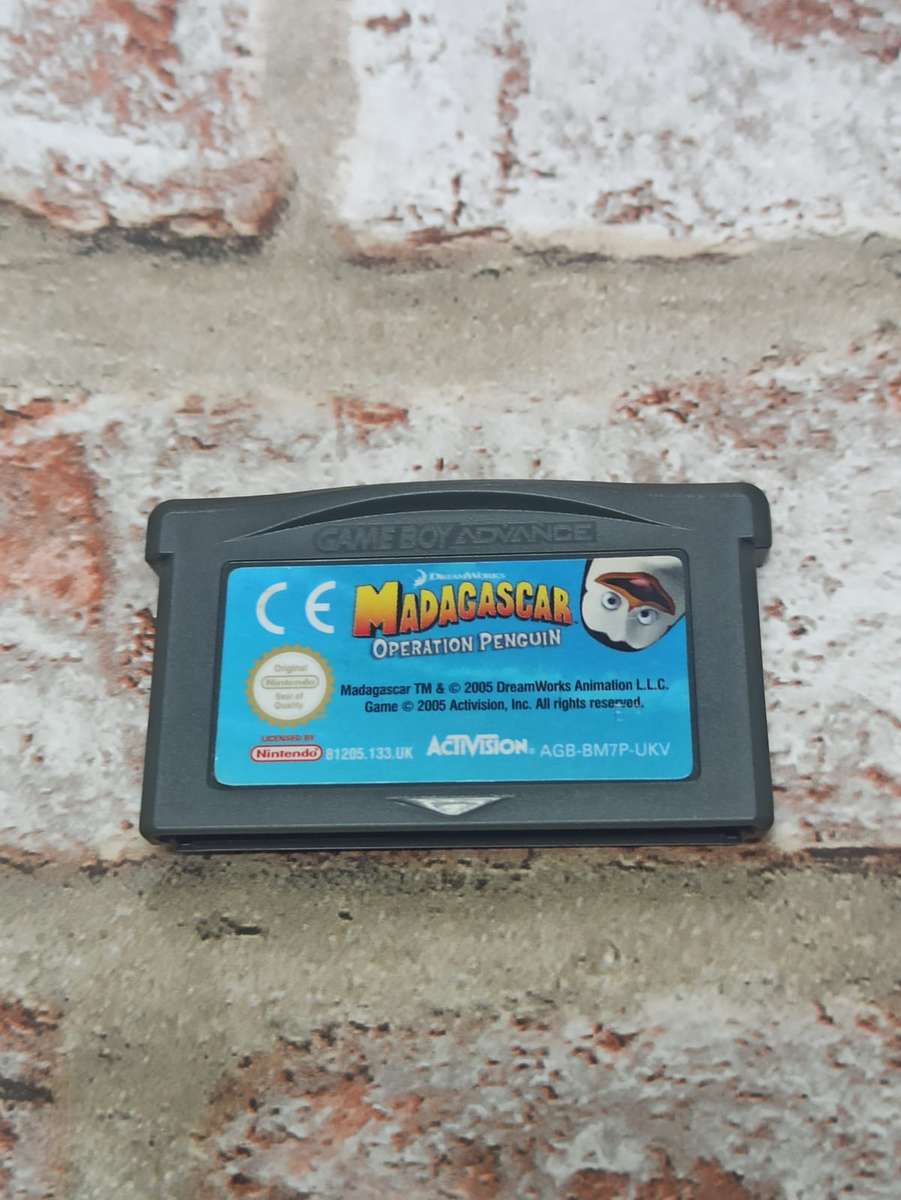 GAME BOY ADVANCE
CE
DREAMWORKS
MADAGASCAR
OPERATION PENGUIN
Original
Nintendo
Seal of
Quality
Madagascar TM & © 2005 DreamWorks Animation L.L.C.
Game © 2005 Activision, Inc. All rights reserved.
LICENSED BY
Nintendo
81205.133.UK
ACTIVISION®
AGB-BM7P-UKV